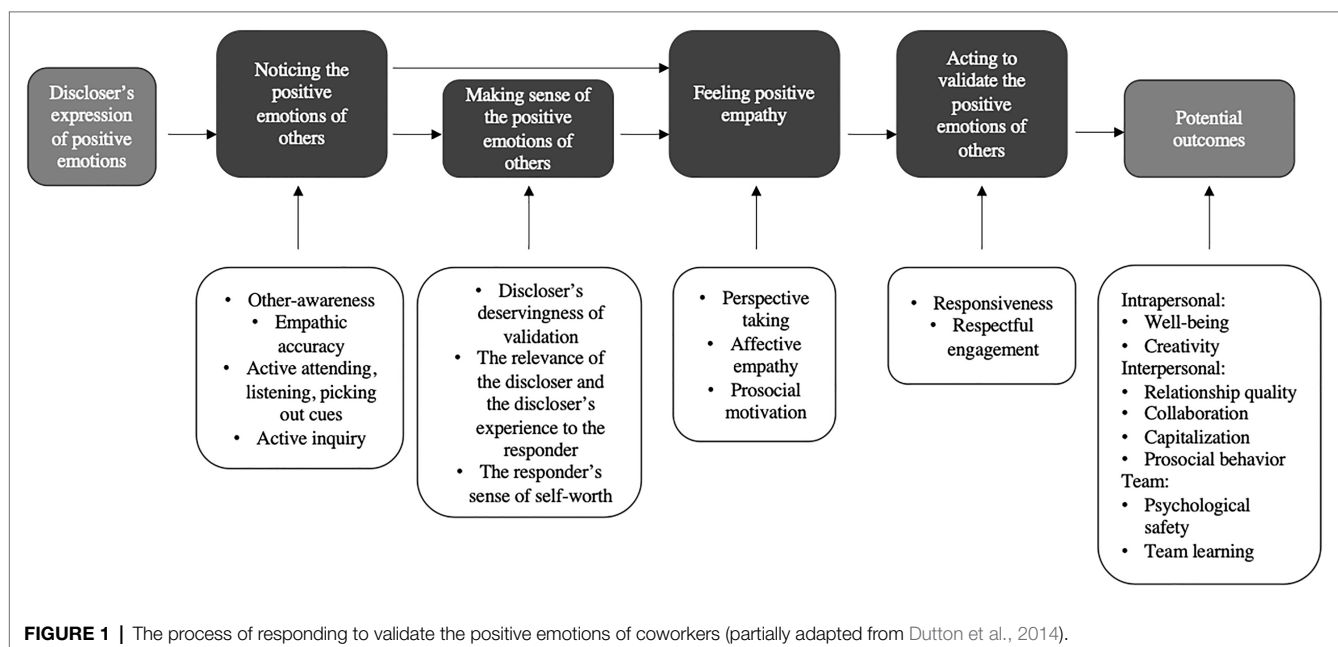 Discloser's
expression
of positive
emotions
Noticing the
positive
emotions of
others
Making sense of
the positive
emotions of
others
Feeling positive
empathy
Acting to
validate the
positive
emotions of
others
Potential
outcomes
• Other-awareness
• Empathic
accuracy
• Active attending,
listening, picking
out cues
• Active inquiry
• Discloser's
deservingness of
validation
• The relevance of
the discloser and
the discloser's
experience to the
responder
• The responder's
sense of self-worth
• Perspective
taking
• Affective
empathy
• Prosocial
motivation
• Responsiveness
• Respectful
engagement
Intrapersonal:
• Well-being
• Creativity
Interpersonal:
• Relationship quality
• Collaboration
• Capitalization
• Prosocial behavior
Team:
• Psychological
safety
• Team learning
FIGURE 1 | The process of responding to validate the positive emotions of coworkers (partially adapted from Dutton et al., 2014).